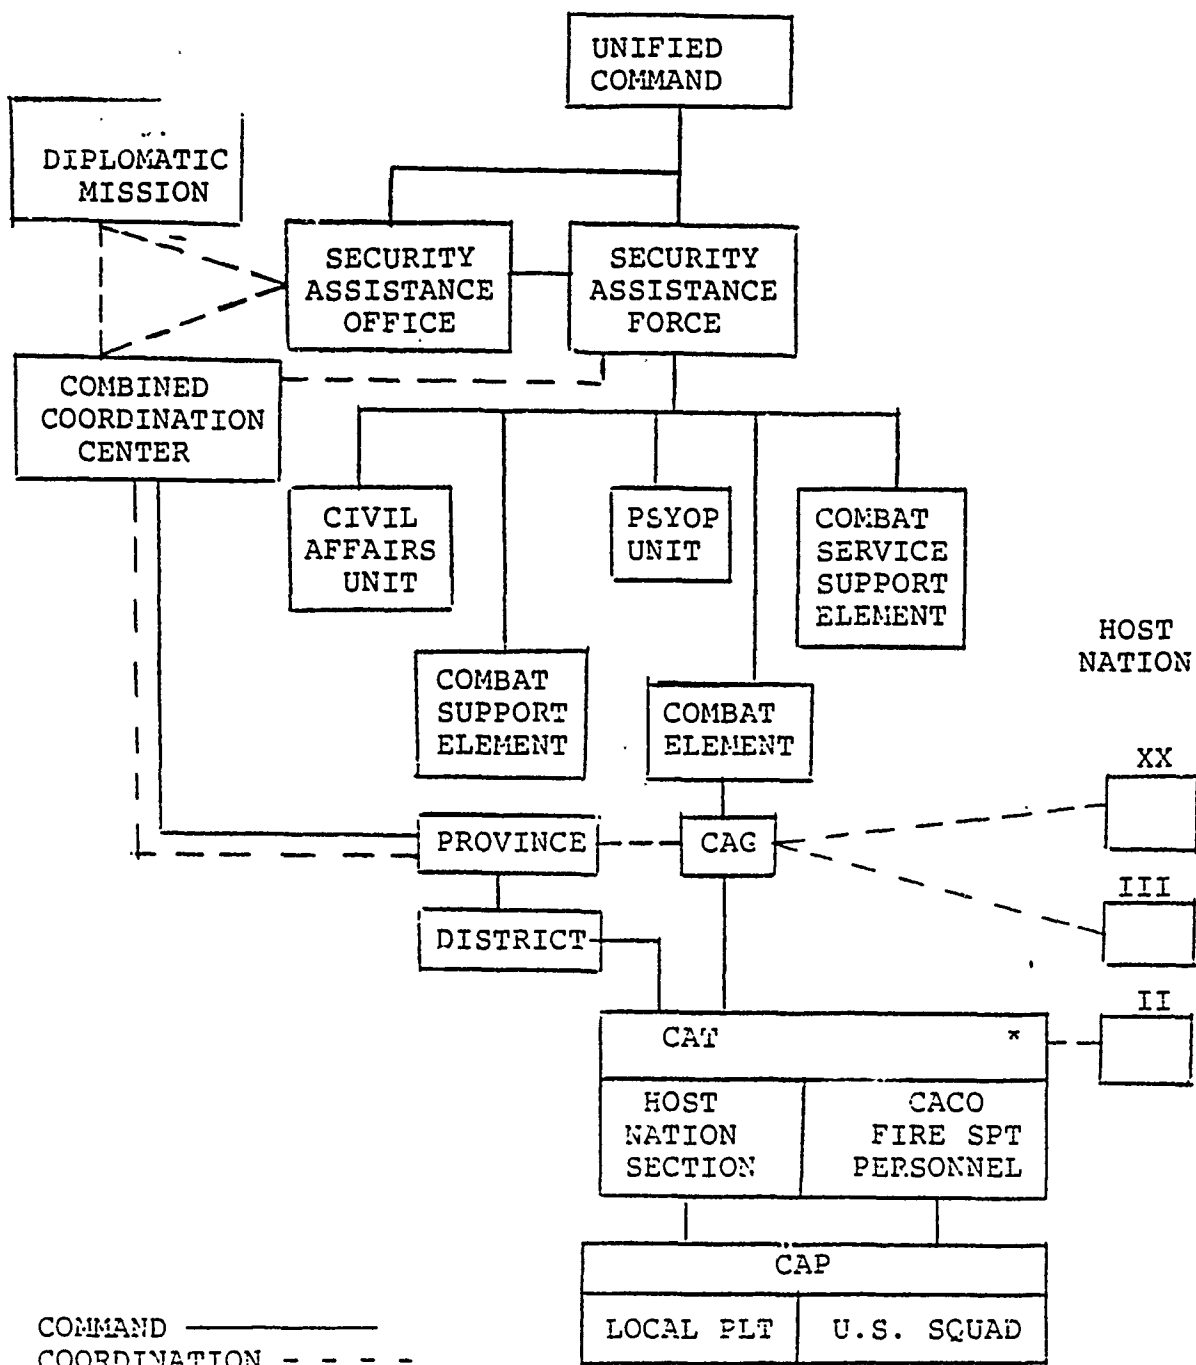 UNIFIED
COMMAND
DIPLOMATIC
MISSION
SECURITY
ASSISTANCE
OFFICE
SECURITY
ASSISTANCE
FORCE
COMBINED
COORDINATION
CENTER
CIVIL
AFFAIRS
UNIT
PSYOP
UNIT
COMBAT
SERVICE
SUPPORT
ELEMENT
HOST
NATION
COMBAT
SUPPORT
ELEMENT
COMBAT
ELEMENT
XX
PROVINCE
CAG
III
DISTRICT
II
CAT *
HOST
NATION
SECTION
CACO
FIRE SPT
PERSONNEL
CAP
LOCAL PLT
U.S. SQUAD
COMMAND
COORDINATION